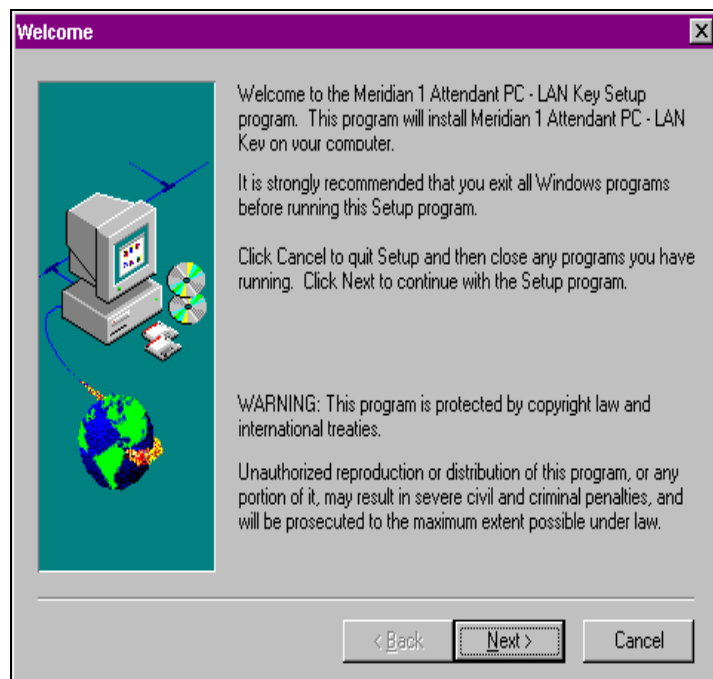 Welcome
Welcome to the Meridian 1 Attendant PC - LAN Key Setup
program. This program will install Meridian 1 Attendant PC - LAN
Key on your computer.
It is strongly recommended that you exit all Windows programs
before running this Setup program.
Click Cancel to quit Setup and then close any programs you have
running. Click Next to continue with the Setup program.
WARNING: This program is protected by copyright law and
international treaties.
Unauthorized reproduction or distribution of this program, or any
portion of it, may result in severe civil and criminal penalties, and
will be prosecuted to the maximum extent possible under law.
< Back Next > Cancel